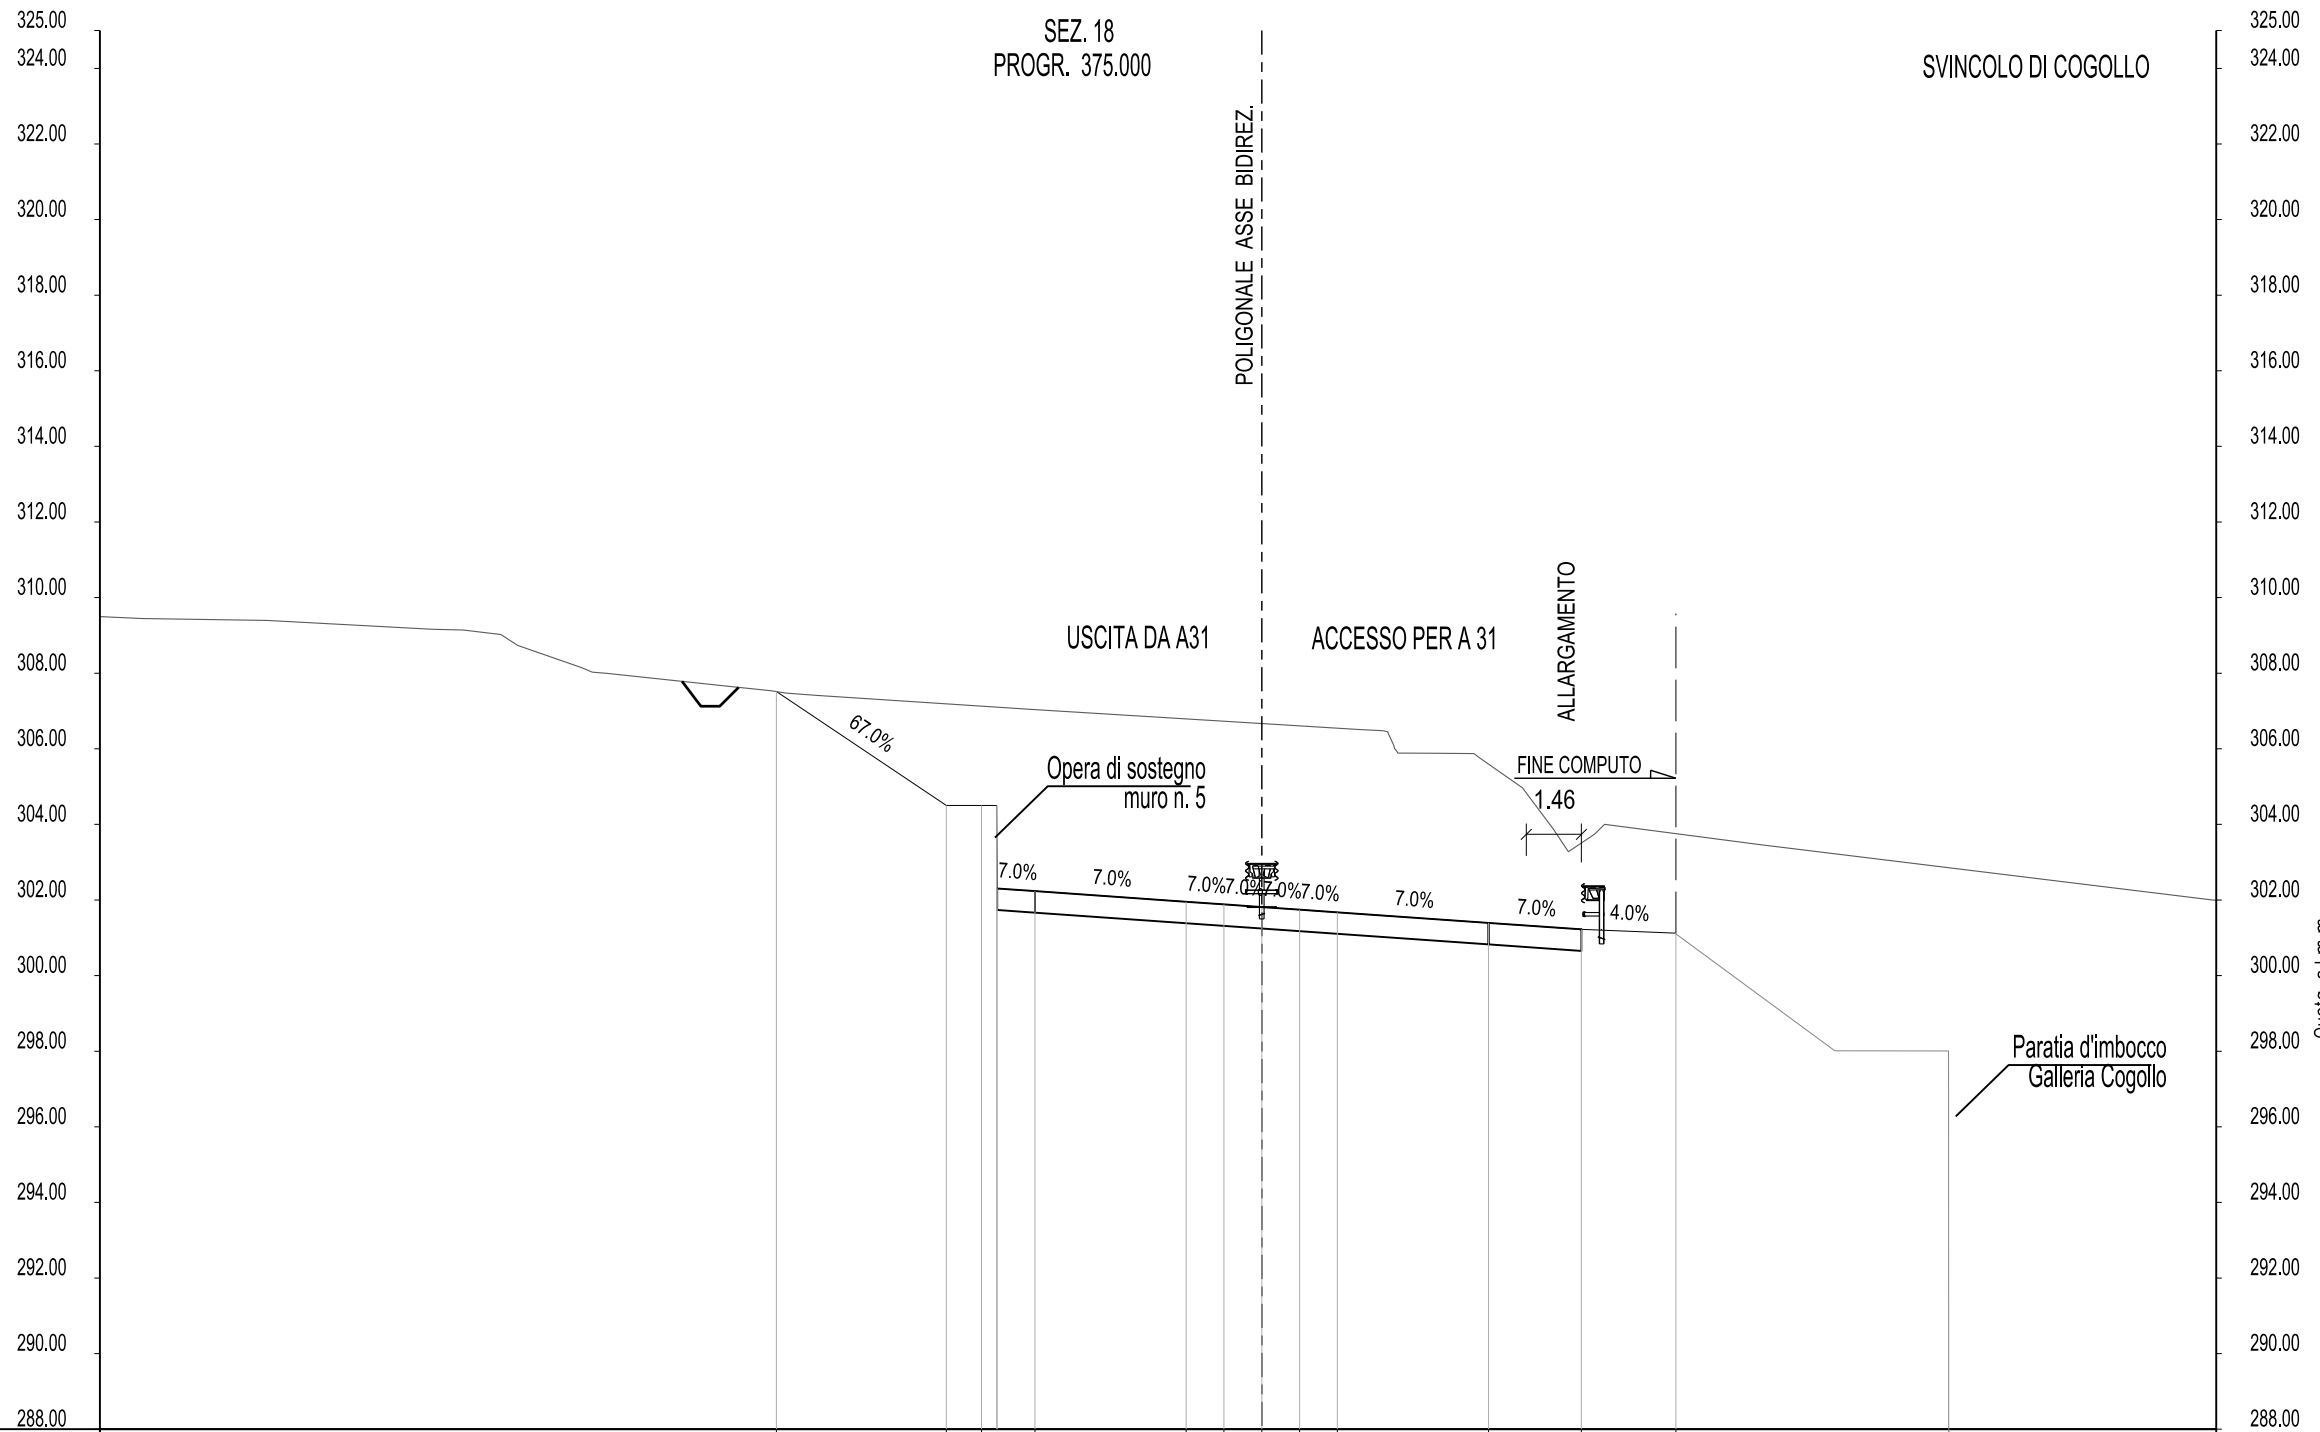 SEZ. 18
PROGR. 375.000
SVINCOLO DI COGOLLO
POLIGONALE ASSE BIDIREZ.
325.00 325.00
324.00 324.00
322.00 322.00
320.00 320.00
318.00 318.00
316.00 316.00
314.00 314.00
312.00 312.00
310.00 310.00
308.00 308.00
306.00 306.00
304.00 304.00
302.00 302.00
300.00 300.00
298.00 298.00
296.00 296.00
294.00 294.00
292.00 292.00
290.00 290.00
288.00 288.00
USCITA DA A31
ACCESSO PER A 31
ALLARGAMENTO
67.0%
FINE COMPUTO
Opera di sostegno
muro n. 5
1.46
7.0%
7.0%
7.0%
7.0%
7.0%
7.0%
7.0%
7.0%
4.0%
Paratia d'imbocco
Galleria Cogollo